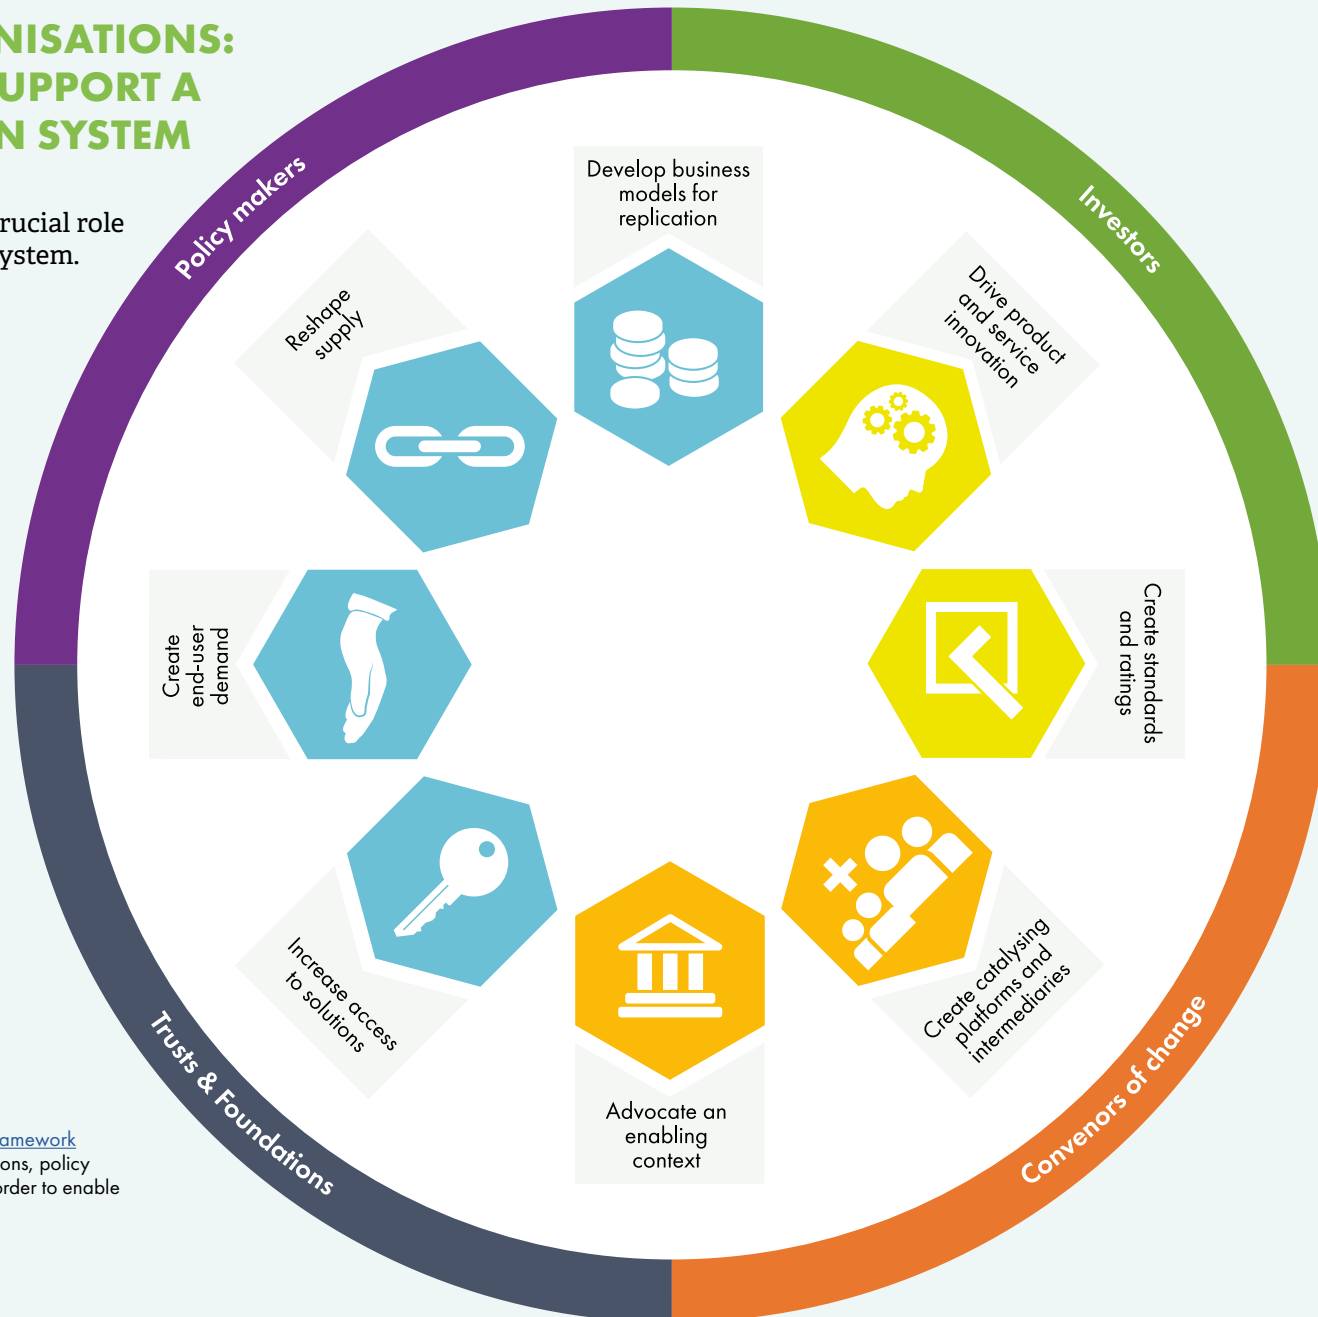 NISATIONS:
UPPORT A
N SYSTEM
rucial role
ystem.
Policy makers
Investors
Develop business
models for
replication
Drive product
and service
innovation
Reshape
supply
Create standards
and ratings
Create
end-user
demand
Create catalysing
platforms and
intermediaries
Increase access
to solutions
Advocate an
enabling
context
Trusts & Foundations
Convenors of change
amework
ons, policy
order to enable